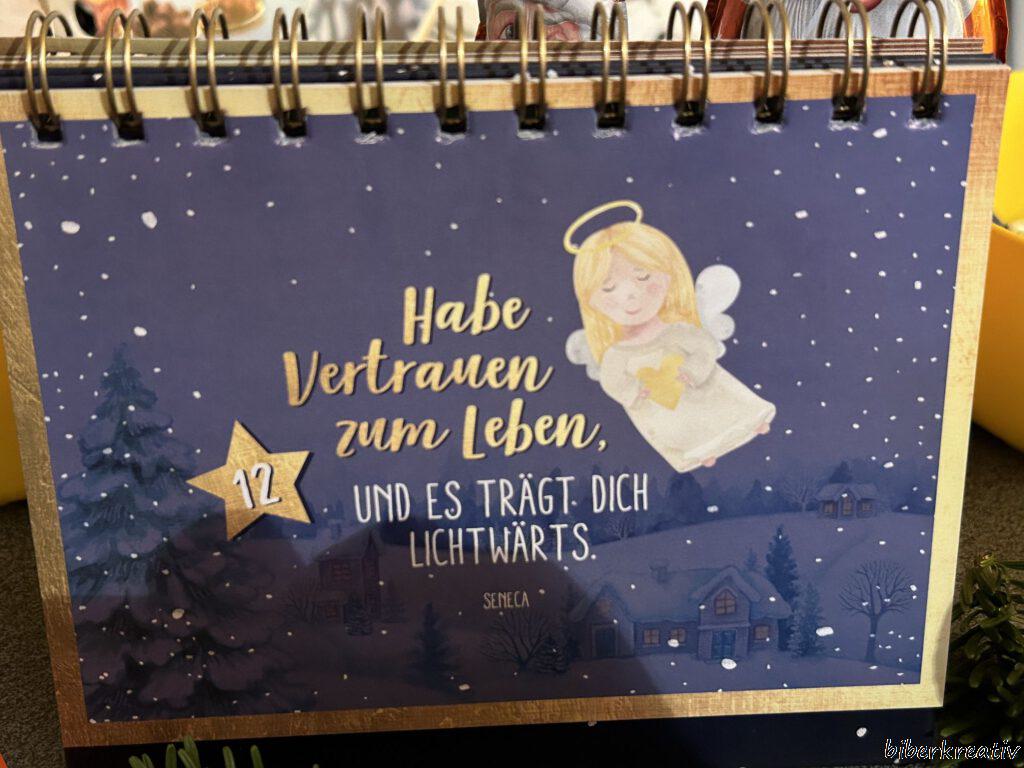 Habe
Vertrauen
zum Leben,
12
UND ES TRÄGT DICH
LICHTWÄRTS.
SENECA
biberkreativ